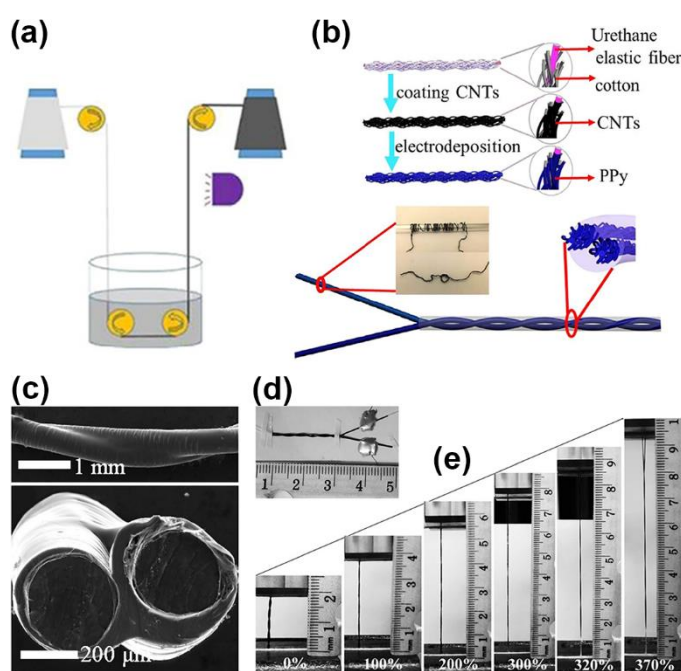 (a)
(b)
Urethane
elastic fiber
cotton
coating CNTs
CNTs
electrodeposition
PPy
(c)
1 mm
200 μm
(d)
1 2 3 4 5
(e)
0%
100%
200%
300%
320%
370%